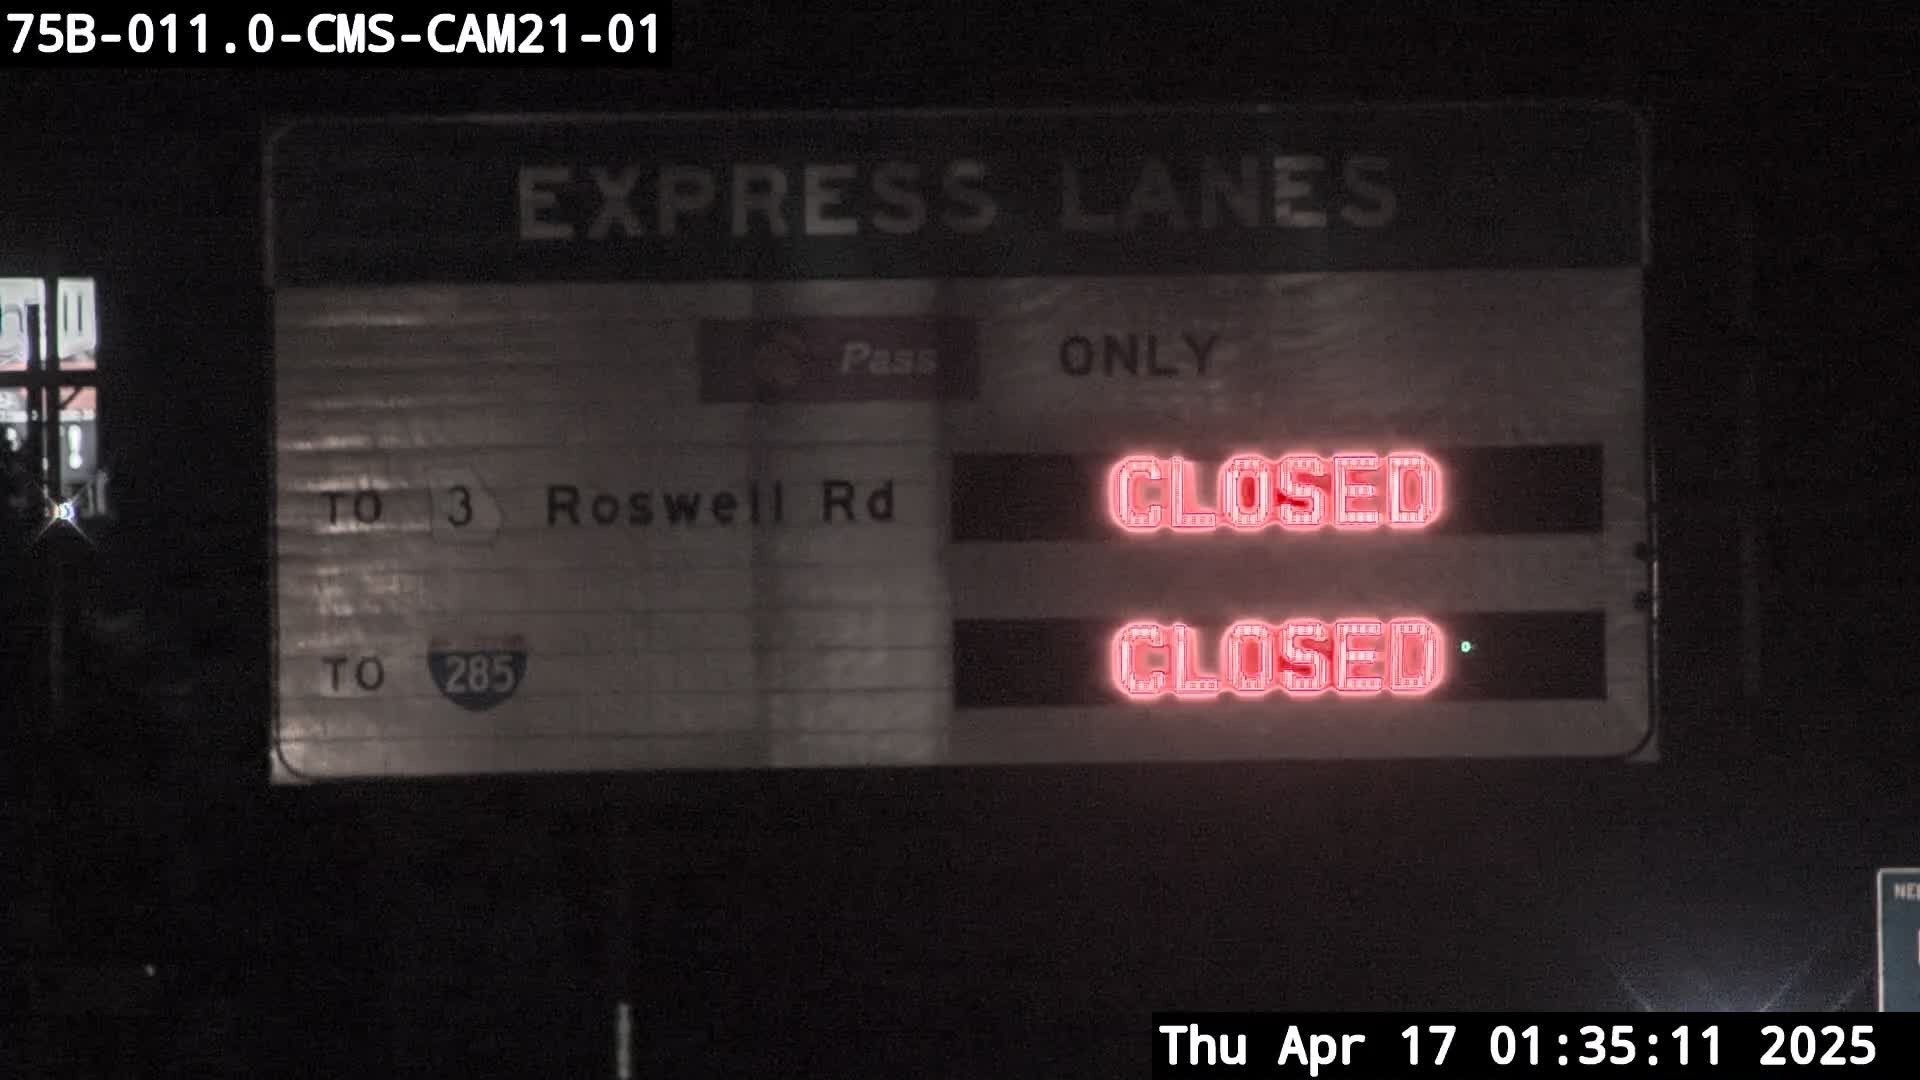 75B-011.0-CMS-CAM21-01
EXPRESS LANES
Pass ONLY
TO 3 Roswell Rd CLOSED
TO 285 CLOSED
Thu Apr 17 01:35:11 2025